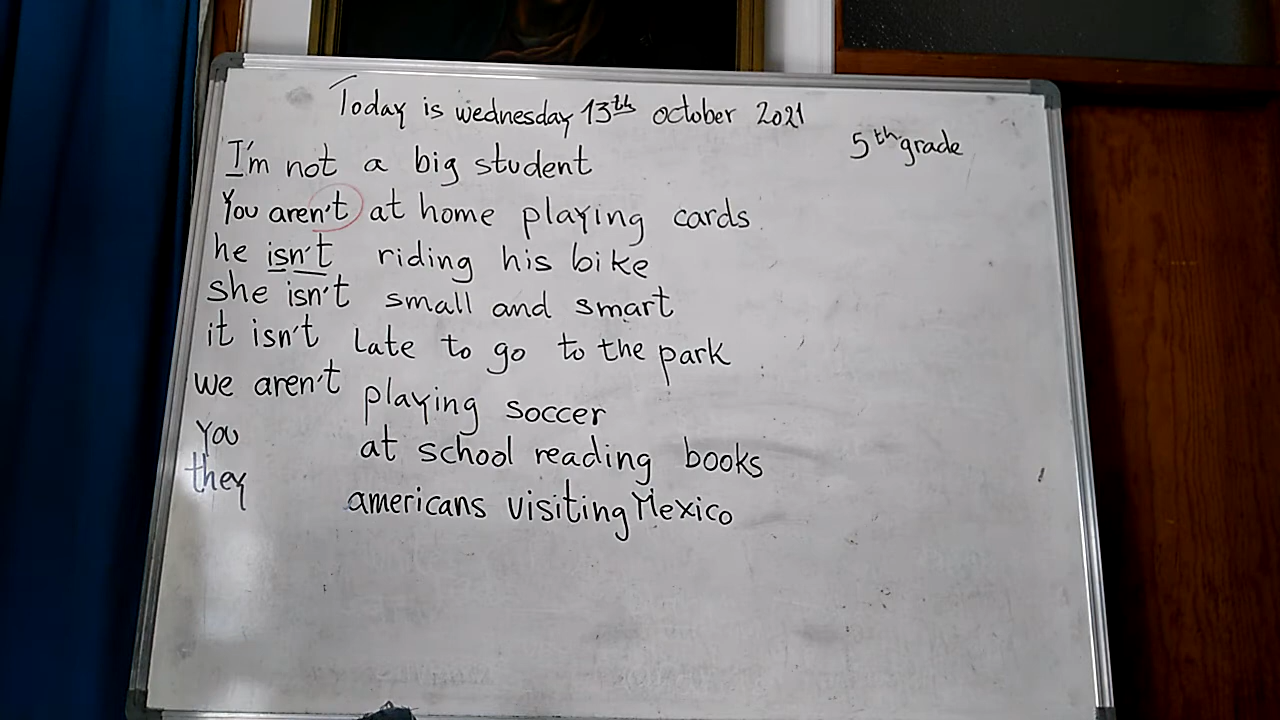 Today is wednesday 13th october 2021
5th grade
I'm not a big student
You aren't at home playing cards
he isn't riding his bike
she isn't small and smart
it isn't late to go to the park
we aren't playing soccer
You at school reading books
they americans visiting Mexico